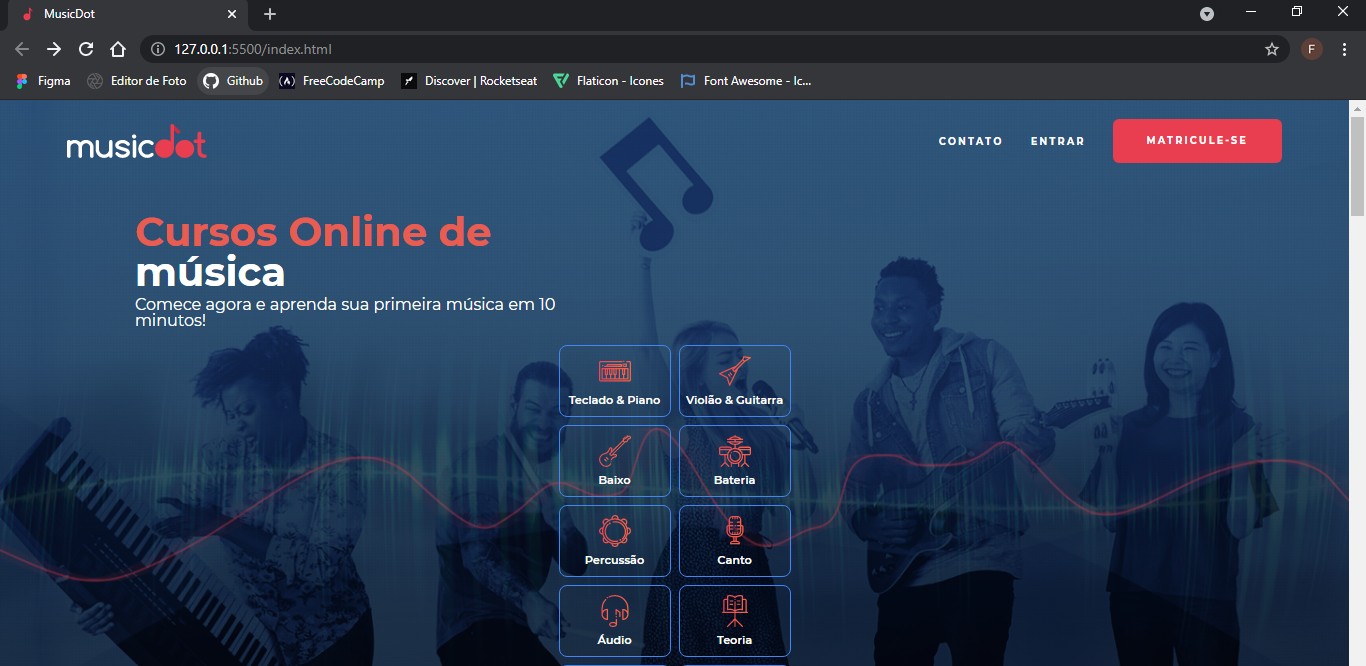 MusicDot
127.0.0.1:5500/index.html
F
Figma
Editor de Foto
Github
FreeCodeCamp
Discover | Rocketseat
Flaticon - Icones
Font Awesome - Ic...
musicdot
CONTATO
ENTRAR
MATRICULE-SE
Cursos Online de
música
Comece agora e aprenda sua primeira música em 10
minutos!
Teclado & Piano
Violão & Guitarra
Baixo
Bateria
Percussão
Canto
Áudio
Teoria